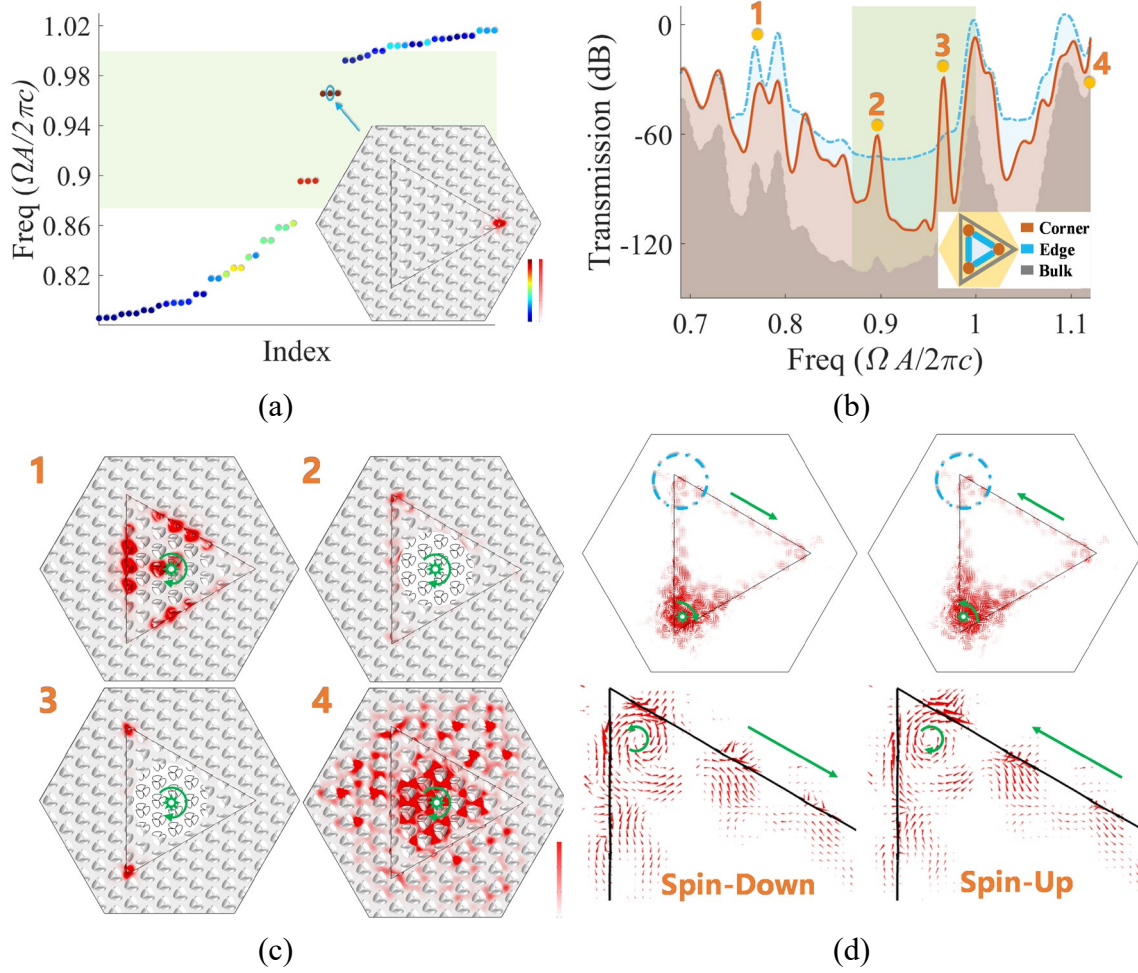 1.02
0.98
0.94
0.9
0.86
0.82
Freq (ΩA/2πc)
Index
(a)
0
-60
-120
Transmission (dB)
1
2
3
4
Corner
Edge
Bulk
0.7
0.8
0.9
1
1.1
Freq (Ω A/2πc)
(b)
1
2
3
4
(c)
Spin-Down
Spin-Up
(d)